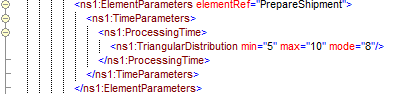 <ns1:ElementParameters elementRef="PrepareShipment">
<ns1:TimeParameters>
<ns1:ProcessingTime>
<ns1:TriangularDistribution min="5" max="10" mode="8"/>
</ns1:ProcessingTime>
</ns1:TimeParameters>
</ns1:ElementParameters>